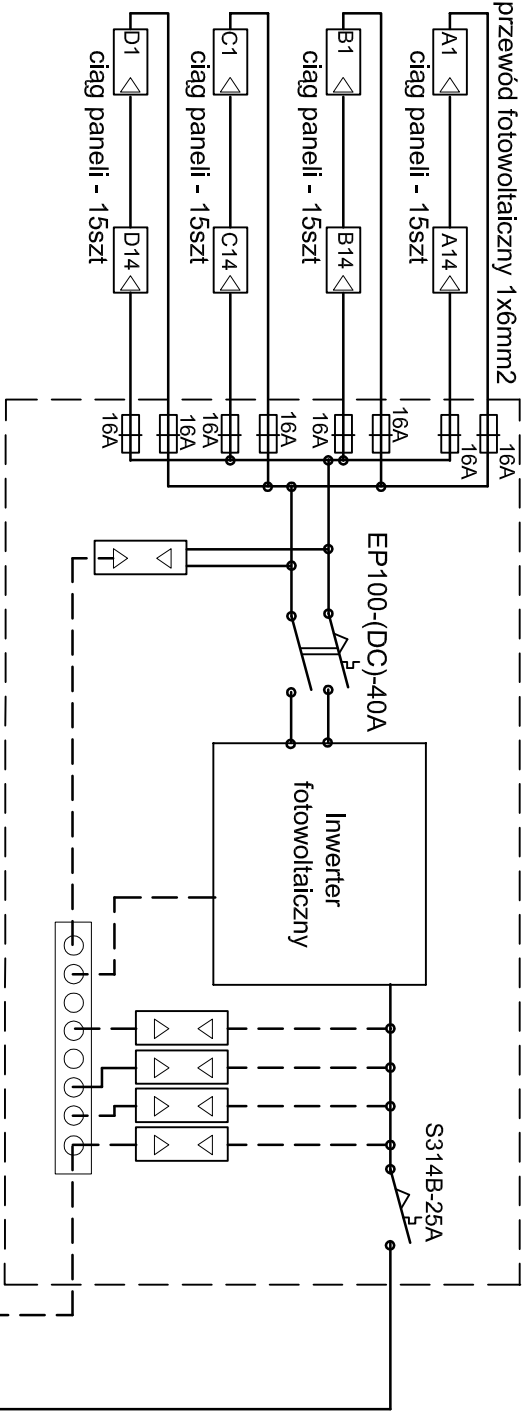 przewód fotowoltaiczny 1x6mm2
A1
A14
ciąg paneli - 15szt
B1
B14
ciąg paneli - 15szt
C1
C14
ciąg paneli - 15szt
D1
D14
ciąg paneli - 15szt
16A
16A
16A
16A
16A
16A
16A
16A
EP100-(DC)-40A
Inwerter
fotowoltaiczny
S314B-25A